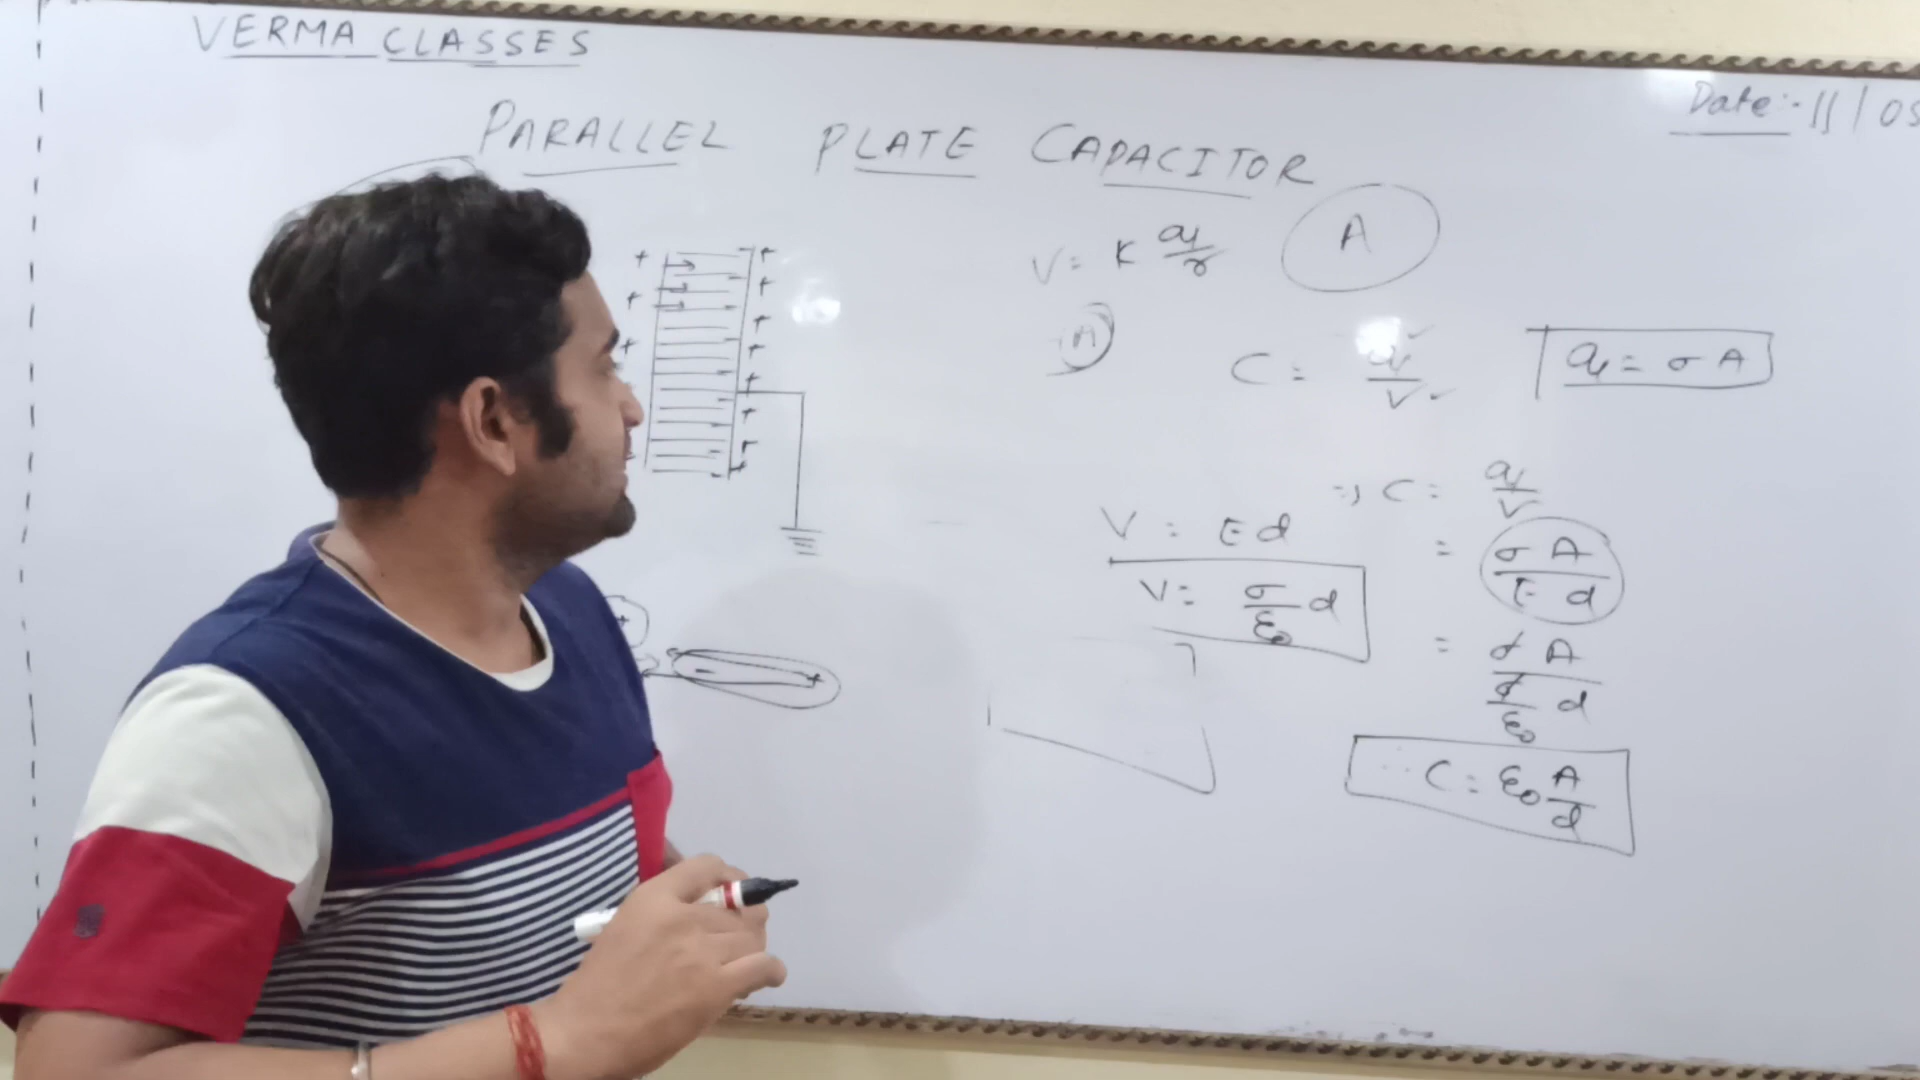 VERMA CLASSES
Date:- 11/05
PARALLEL PLATE CAPACITOR
V = K q/r
A
A
C = q/V
q = σ A
⇒ C = q/V
V = E d
= σ A / E d
V = σ/ε0 d
= σ A / σ/ε0 d
∴ C = ε0 A/d